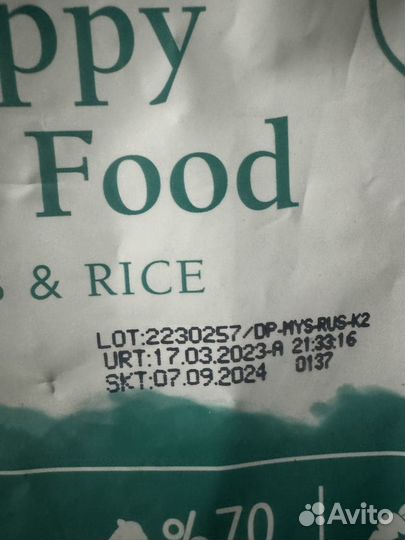 ppy
Food
& RICE
LOT:2230257/DP-MYS-RUS-K2
URT:17.03.2023-A 21:33:16
SKT:07.09.2024 0137
%70
Avito